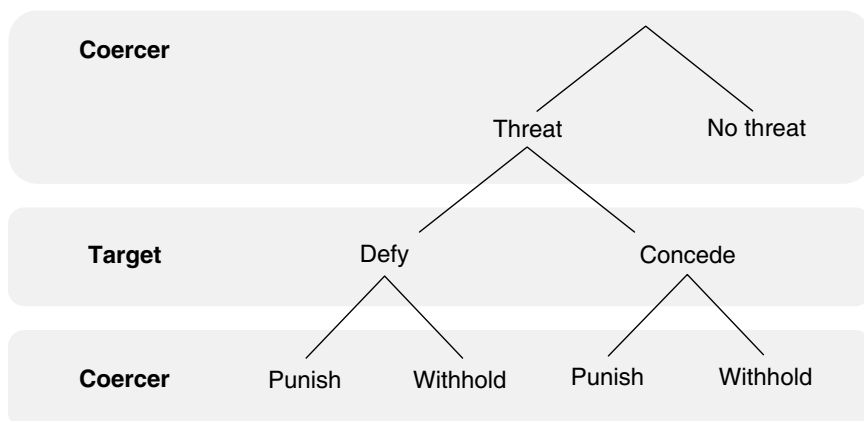 Coercer
Threat No threat
Target Defy Concede
Coercer Punish Withhold Punish Withhold